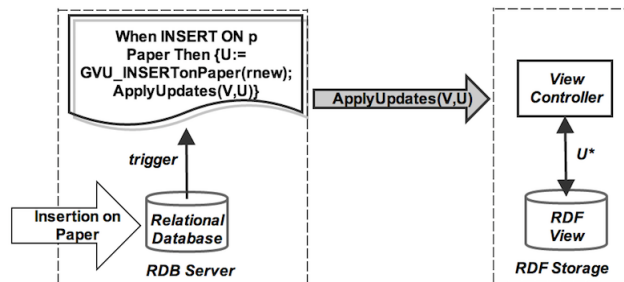 When INSERT ON p
Paper Then {U:=
GVU_INSERTonPaper(rnew);
ApplyUpdates(V,U)}
ApplyUpdates(V,U)
View
Controller
trigger
U*
Insertion on
Paper
Relational
Database
RDF
View
RDB Server
RDF Storage